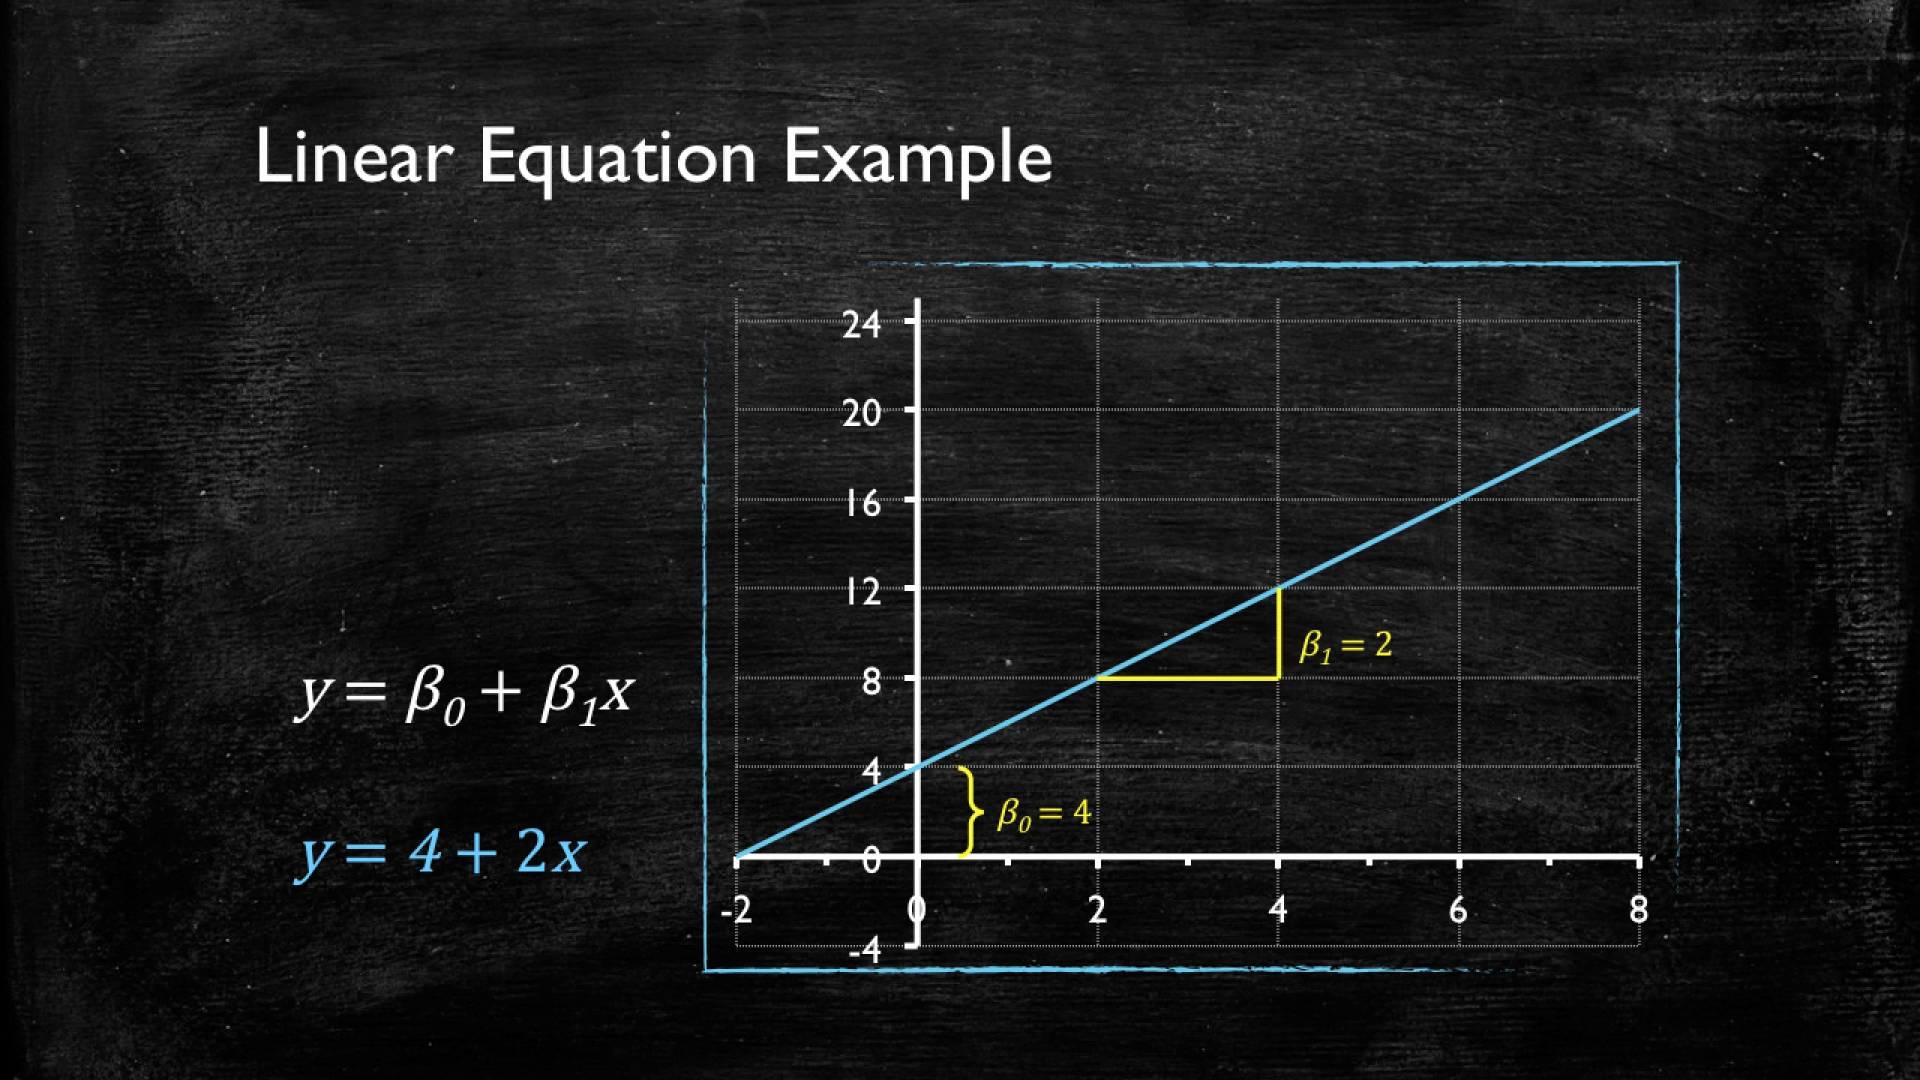 Linear Equation Example
24
20
16
12
β₁ = 2
8
y = β₀ + β₁x
4
β₀ = 4
y = 4 + 2x
0
-2 0 2 4 6 8
-4